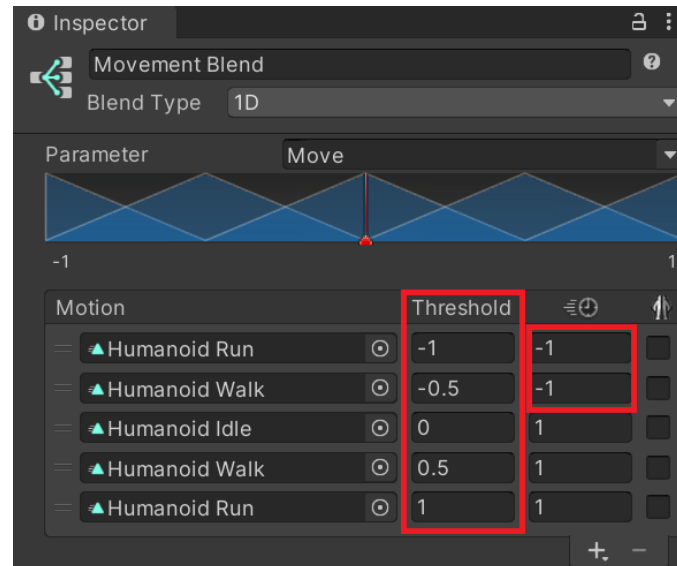 Inspector
Movement Blend
Blend Type 1D
Parameter Move
-1 1
Motion Threshold
Humanoid Run -1 -1
Humanoid Walk -0.5 -1
Humanoid Idle 0 1
Humanoid Walk 0.5 1
Humanoid Run 1 1